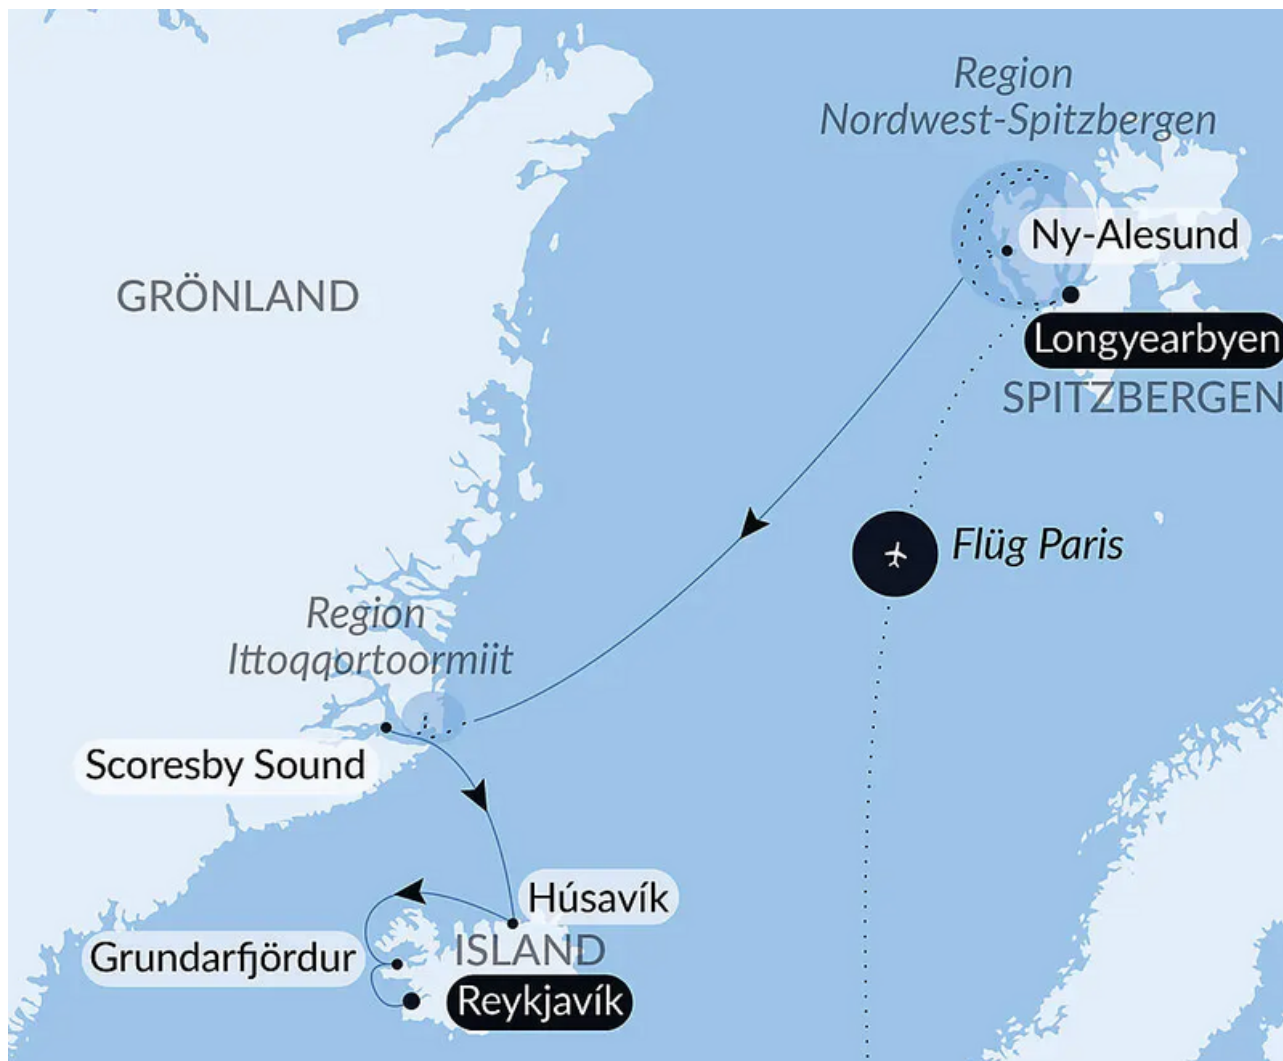 Region
Nordwest-Spitzbergen
Ny-Alesund
GRÖNLAND
Longyearbyen
SPITZBERGEN
Flüg Paris
Region
Ittoqqortoormiit
Scoresby Sound
Húsavík
ISLAND
Grundarfjördur
Reykjavík